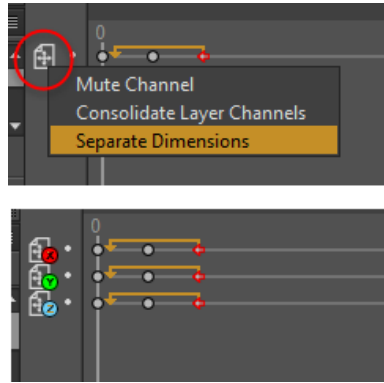 0
Mute Channel
Consolidate Layer Channels
Separate Dimensions
0
X
Y
Z